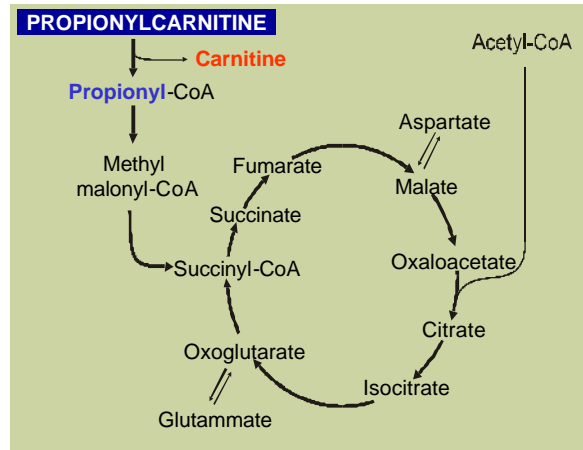 PROPIONYLCARNITINE
Carnitine
Acetyl-CoA
Propionyl-CoA
Aspartate
Methyl
malonyl-CoA
Fumarate
Malate
Succinate
Succinyl-CoA
Oxaloacetate
Citrate
Oxoglutarate
Isocitrate
Glutammate